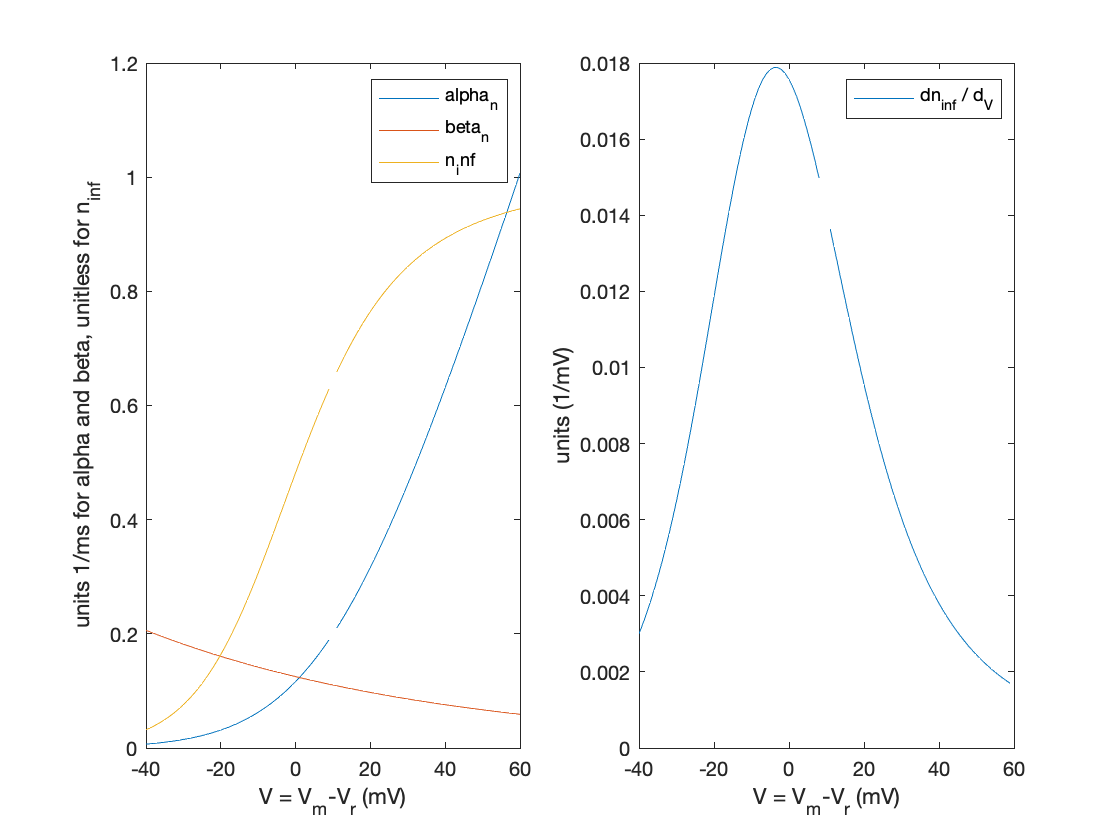 units 1/ms for alpha and beta, unitless for n_inf
1.2
1
0.8
0.6
0.4
0.2
0
alpha_n
beta_n
n_inf
-40 -20 0 20 40 60
V = V_m-V_r (mV)
units (1/mV)
0.018
0.016
0.014
0.012
0.01
0.008
0.006
0.004
0.002
0
dn_inf / d_V
-40 -20 0 20 40 60
V = V_m-V_r (mV)